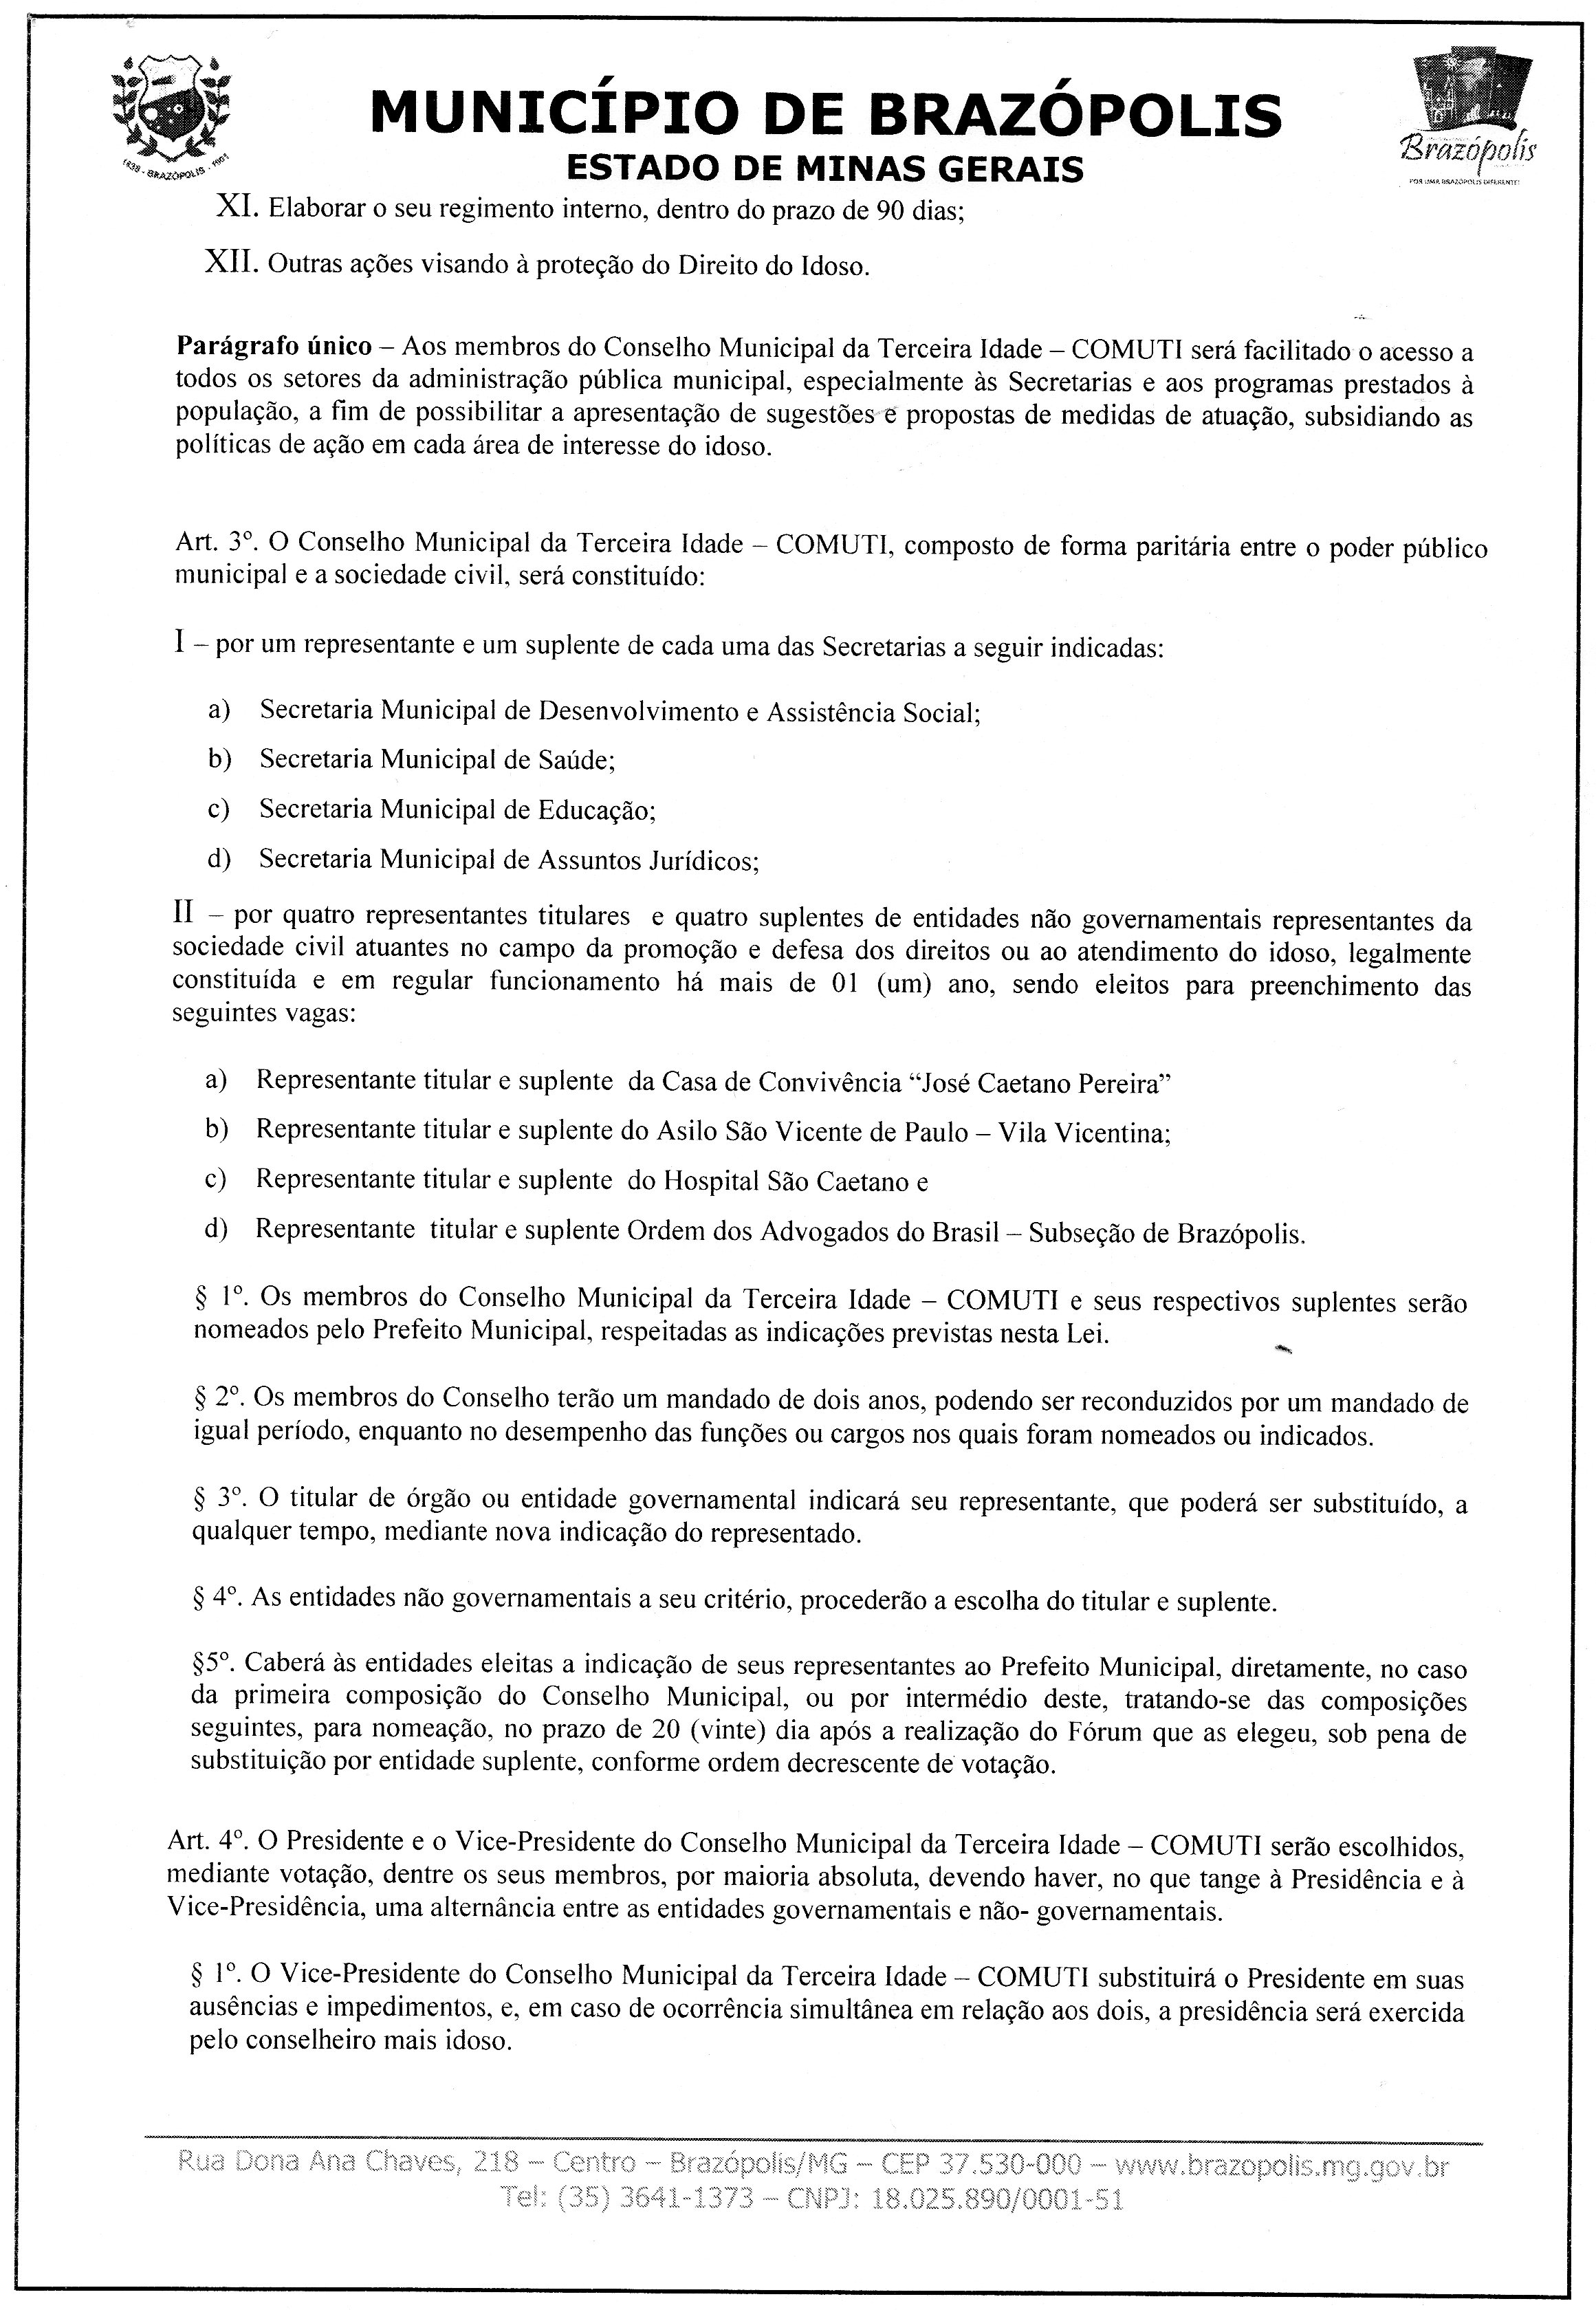 MUNICÍPIO DE BRAZÓPOLIS
ESTADO DE MINAS GERAIS
1838 - BRAZÓPOLIS - 1901
Brazópolis
POR UMA BRAZÓPOLIS DIFERENTE!
XI. Elaborar o seu regimento interno, dentro do prazo de 90 dias;
XII. Outras ações visando à proteção do Direito do Idoso.
Parágrafo único – Aos membros do Conselho Municipal da Terceira Idade – COMUTI será facilitado o acesso a
todos os setores da administração pública municipal, especialmente às Secretarias e aos programas prestados à
população, a fim de possibilitar a apresentação de sugestões e propostas de medidas de atuação, subsidiando as
políticas de ação em cada área de interesse do idoso.
Art. 3º. O Conselho Municipal da Terceira Idade – COMUTI, composto de forma paritária entre o poder público
municipal e a sociedade civil, será constituído:
I – por um representante e um suplente de cada uma das Secretarias a seguir indicadas:
a) Secretaria Municipal de Desenvolvimento e Assistência Social;
b) Secretaria Municipal de Saúde;
c) Secretaria Municipal de Educação;
d) Secretaria Municipal de Assuntos Jurídicos;
II – por quatro representantes titulares e quatro suplentes de entidades não governamentais representantes da
sociedade civil atuantes no campo da promoção e defesa dos direitos ou ao atendimento do idoso, legalmente
constituída e em regular funcionamento há mais de 01 (um) ano, sendo eleitos para preenchimento das
seguintes vagas:
a) Representante titular e suplente da Casa de Convivência “José Caetano Pereira”
b) Representante titular e suplente do Asilo São Vicente de Paulo – Vila Vicentina;
c) Representante titular e suplente do Hospital São Caetano e
d) Representante titular e suplente Ordem dos Advogados do Brasil – Subseção de Brazópolis.
§ 1º. Os membros do Conselho Municipal da Terceira Idade – COMUTI e seus respectivos suplentes serão
nomeados pelo Prefeito Municipal, respeitadas as indicações previstas nesta Lei.
§ 2º. Os membros do Conselho terão um mandado de dois anos, podendo ser reconduzidos por um mandado de
igual período, enquanto no desempenho das funções ou cargos nos quais foram nomeados ou indicados.
§ 3º. O titular de órgão ou entidade governamental indicará seu representante, que poderá ser substituído, a
qualquer tempo, mediante nova indicação do representado.
§ 4º. As entidades não governamentais a seu critério, procederão a escolha do titular e suplente.
§5º. Caberá às entidades eleitas a indicação de seus representantes ao Prefeito Municipal, diretamente, no caso
da primeira composição do Conselho Municipal, ou por intermédio deste, tratando-se das composições
seguintes, para nomeação, no prazo de 20 (vinte) dia após a realização do Fórum que as elegeu, sob pena de
substituição por entidade suplente, conforme ordem decrescente de votação.
Art. 4º. O Presidente e o Vice-Presidente do Conselho Municipal da Terceira Idade – COMUTI serão escolhidos,
mediante votação, dentre os seus membros, por maioria absoluta, devendo haver, no que tange à Presidência e à
Vice-Presidência, uma alternância entre as entidades governamentais e não- governamentais.
§ 1º. O Vice-Presidente do Conselho Municipal da Terceira Idade – COMUTI substituirá o Presidente em suas
ausências e impedimentos, e, em caso de ocorrência simultânea em relação aos dois, a presidência será exercida
pelo conselheiro mais idoso.
Rua Dona Ana Chaves, 218 – Centro – Brazópolis/MG – CEP 37.530-000 – www.brazopolis.mg.gov.br
Tel: (35) 3641-1373 – CNPJ: 18.025.890/0001-51